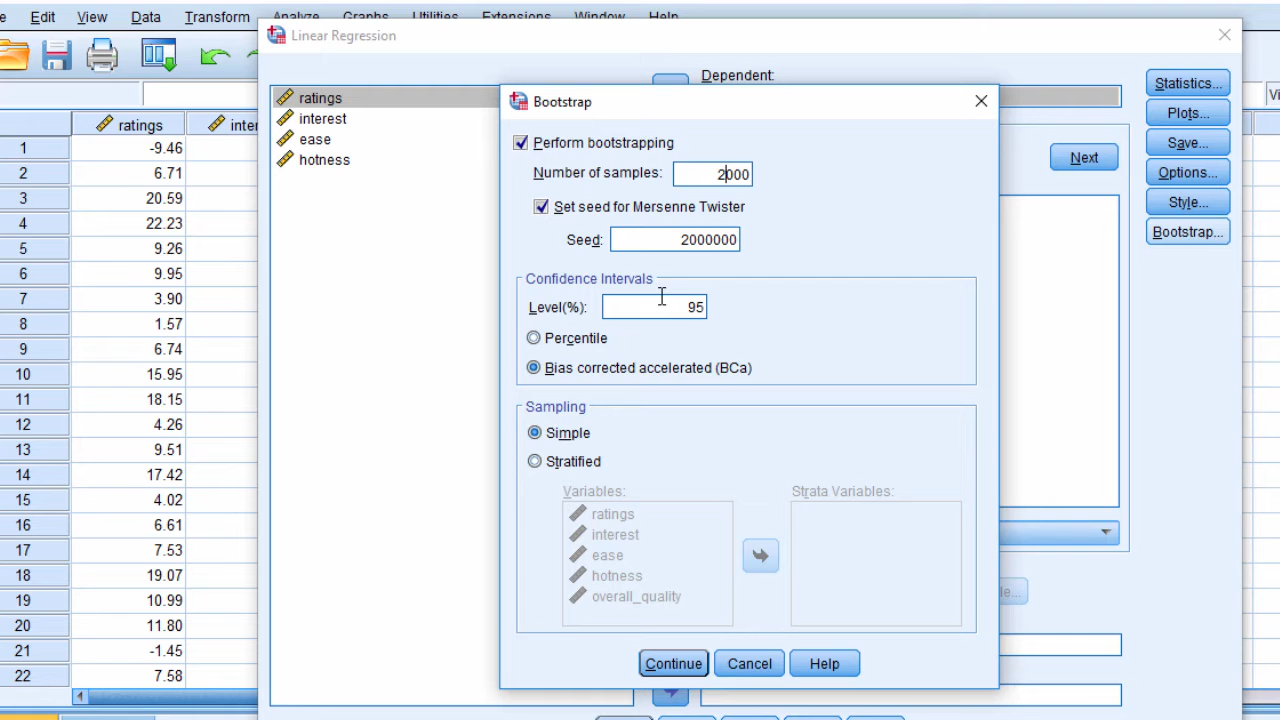 Edit View Data Transform Analyze Graphs Utilities Extensions Window Help
Linear Regression
Dependent:
ratings
interest
ease
hotness
Statistics...
Plots...
Save...
Options...
Style...
Bootstrap...
Next
ratings
1 -9.46
2 6.71
3 20.59
4 22.23
5 9.26
6 9.95
7 3.90
8 1.57
9 6.74
10 15.95
11 18.15
12 4.26
13 9.51
14 17.42
15 4.02
16 6.61
17 7.53
18 19.07
19 10.99
20 11.80
21 -1.45
22 7.58
Bootstrap
Perform bootstrapping
Number of samples: 2000
Set seed for Mersenne Twister
Seed: 2000000
Confidence Intervals
Level(%): 95
Percentile
Bias corrected accelerated (BCa)
Sampling
Simple
Stratified
Variables: Strata Variables:
ratings
interest
ease
hotness
overall_quality
Continue Cancel Help